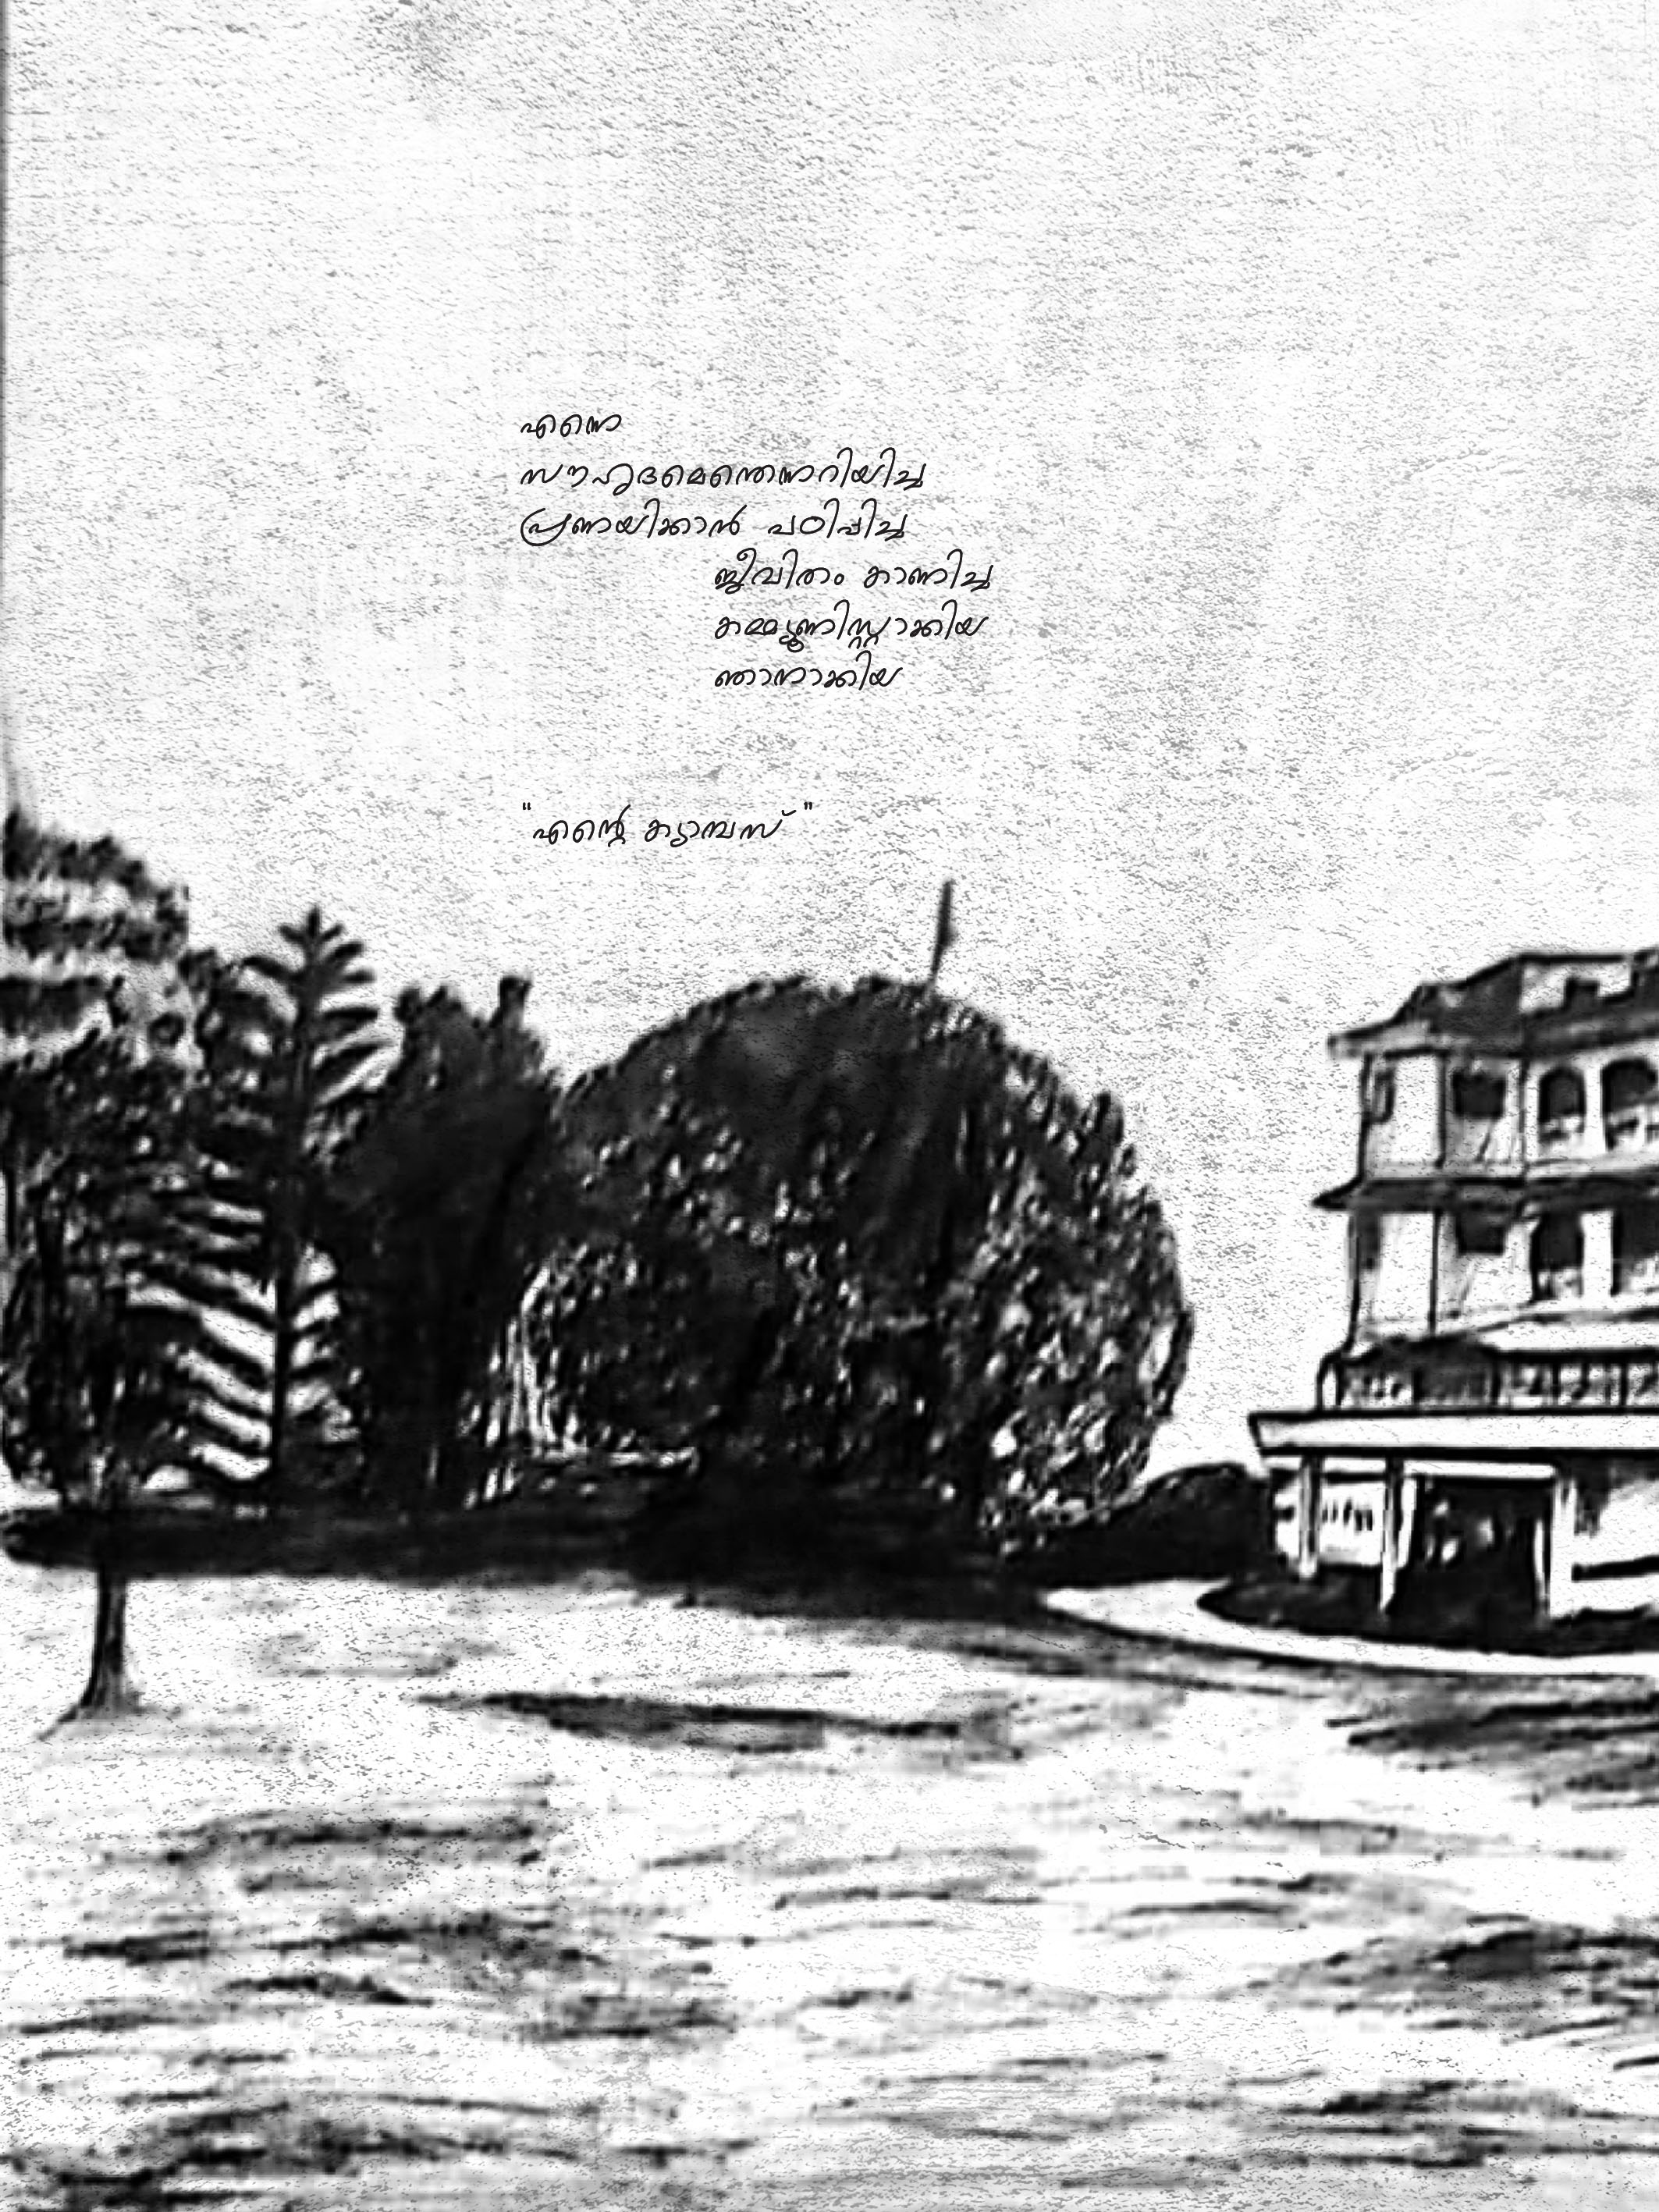 എന്നെ
സൗഹൃദമെന്തെന്നറിയിച്ച
പ്രണയിക്കാൻ പഠിപ്പിച്ച
ജീവിതം കാണിച്ച
കമ്മ്യൂണിസ്റ്റാക്കിയ
ഞാനാക്കിയ
"എന്റെ ക്യാമ്പസ്"